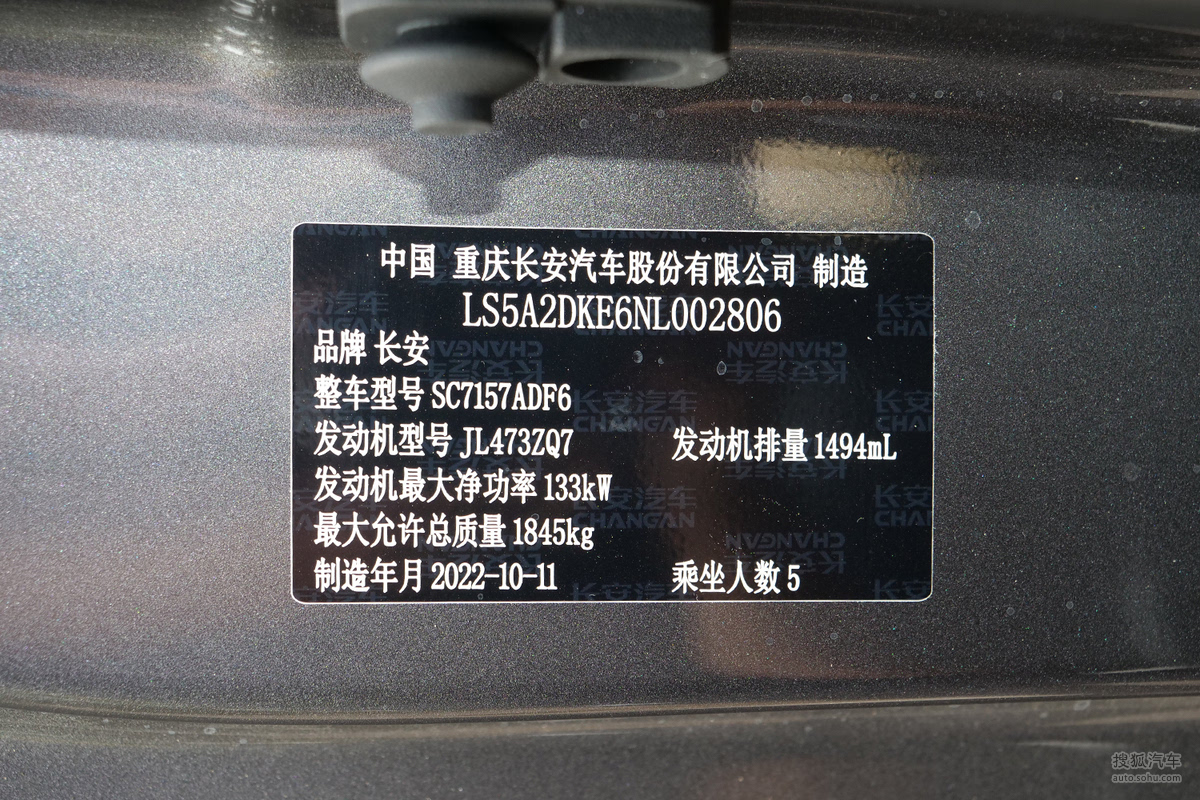 中国 重庆长安汽车股份有限公司 制造
LS5A2DKE6NL002806
品牌 长安
整车型号 SC7157ADF6
发动机型号 JL473ZQ7 发动机排量 1494mL
发动机最大净功率 133kW
最大允许总质量 1845kg
制造年月 2022-10-11 乘坐人数 5
搜狐汽车
auto.sohu.com